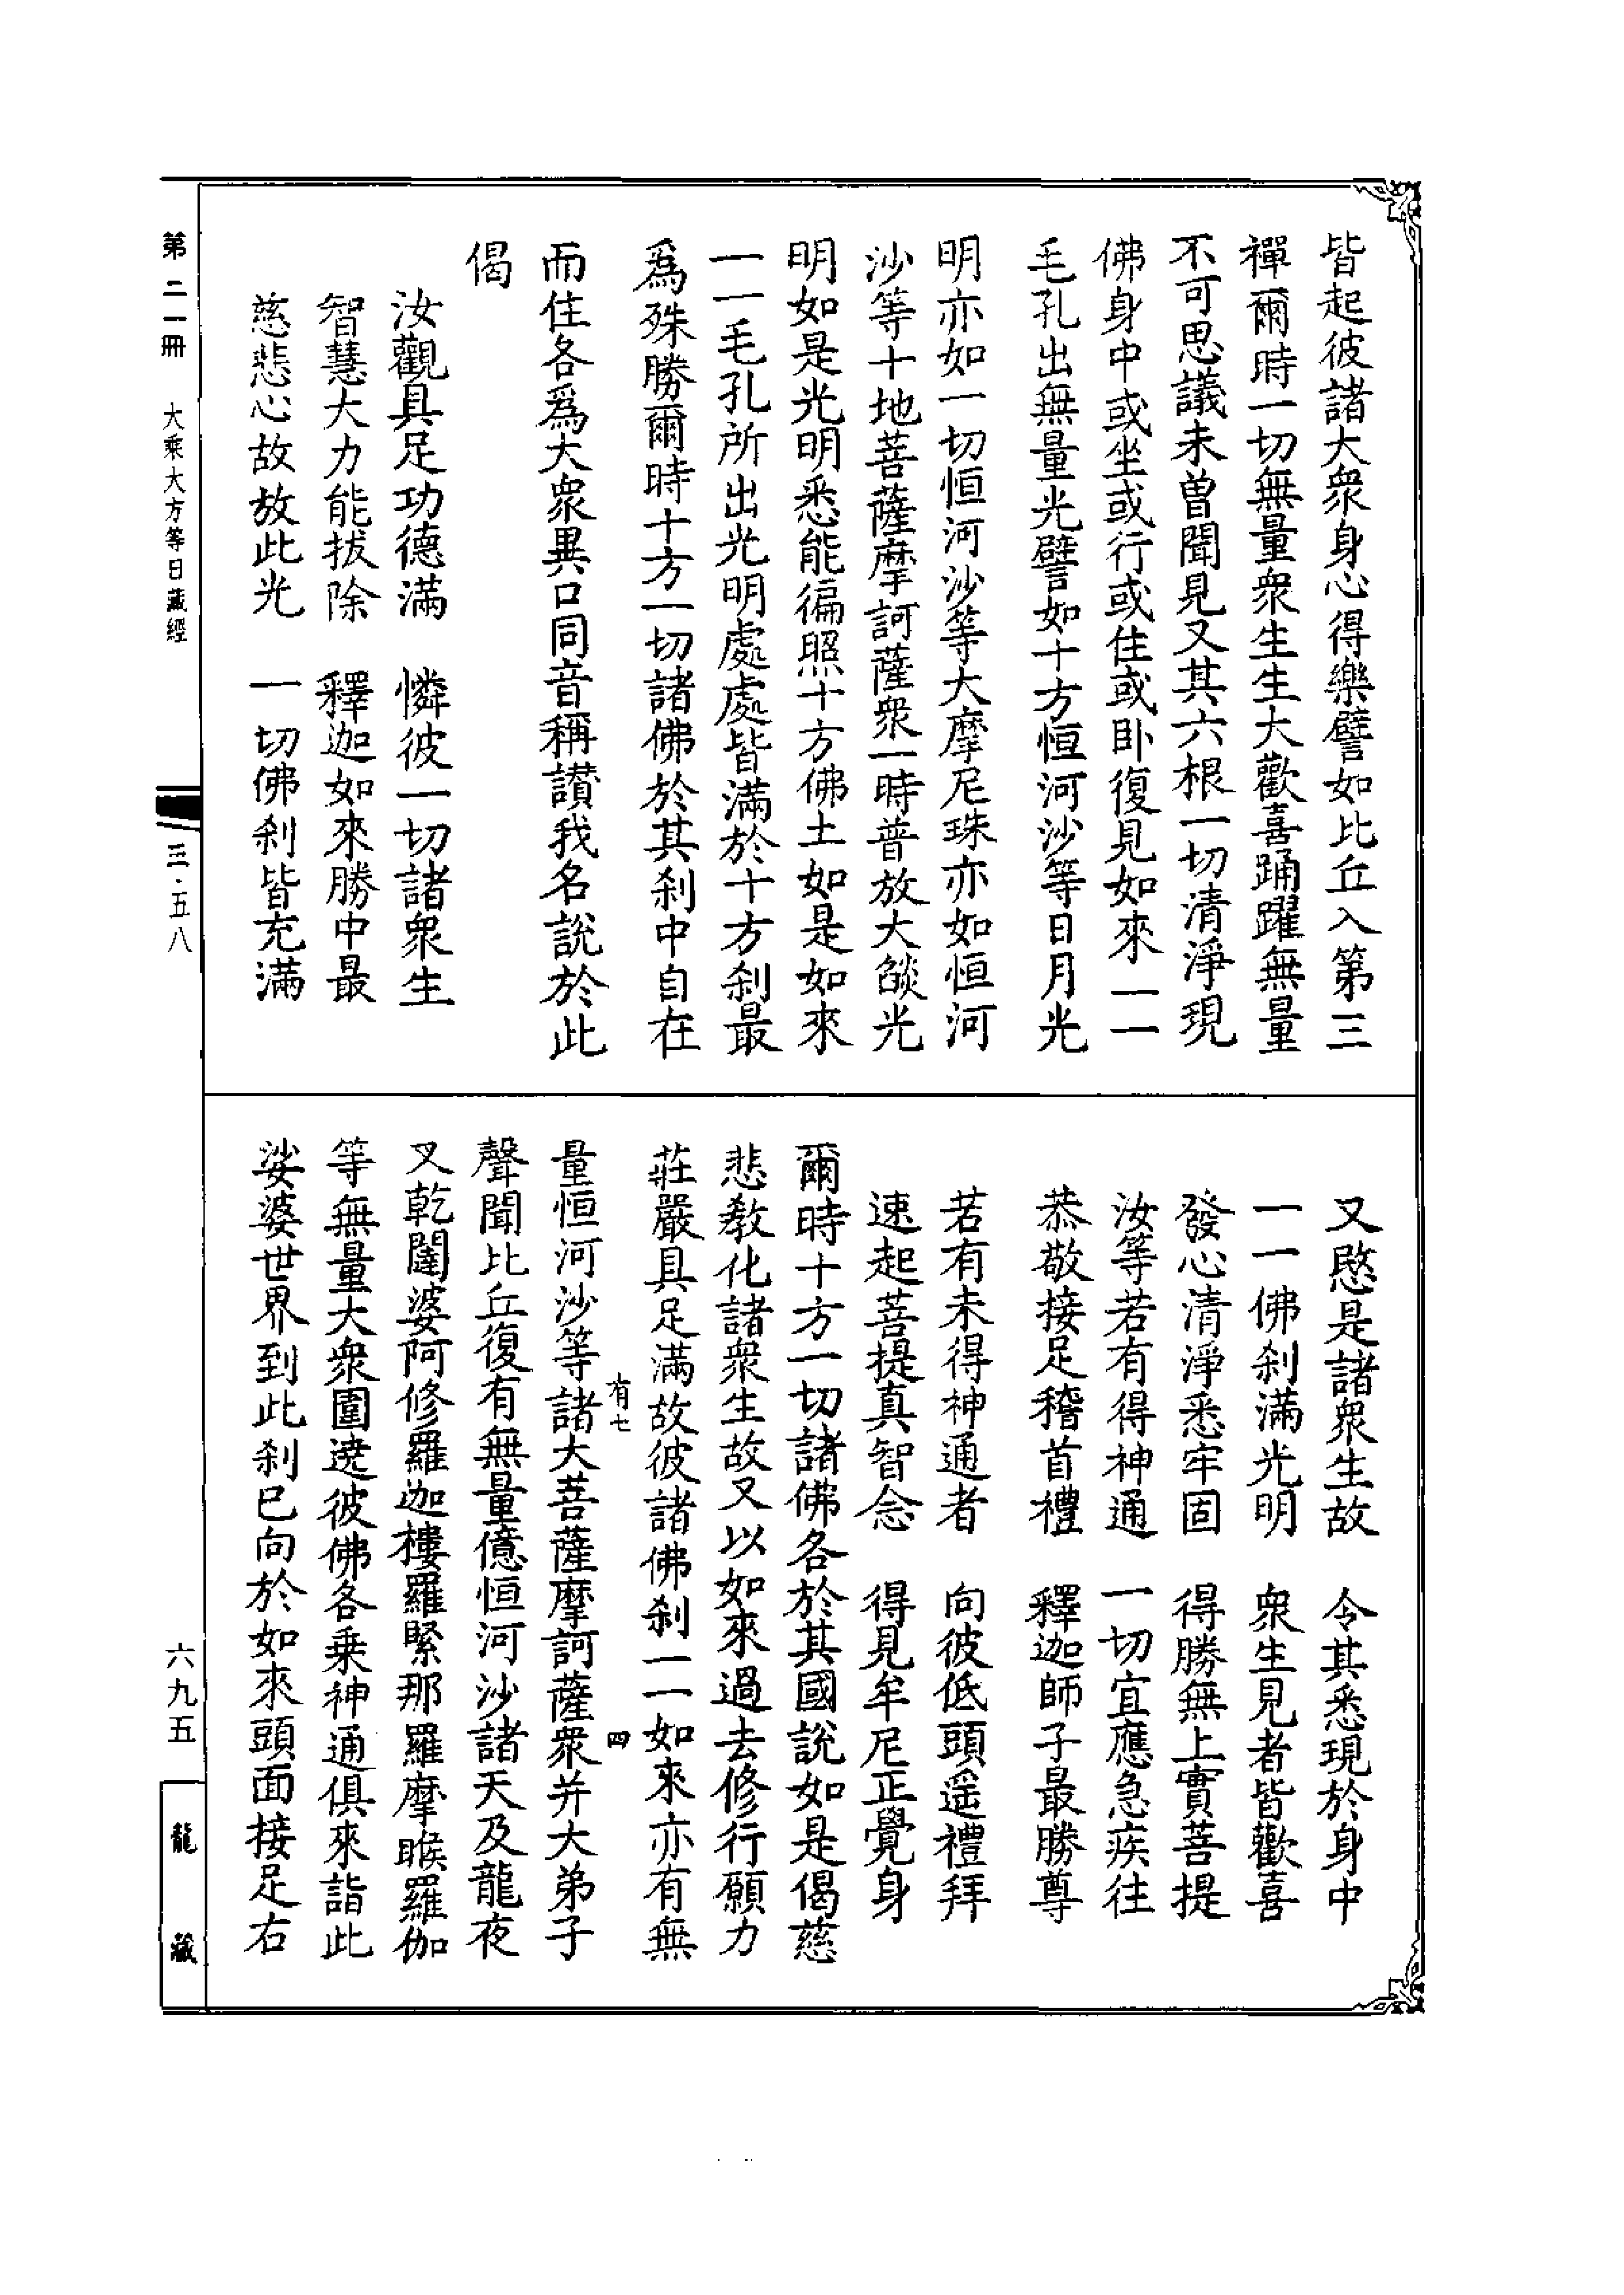 皆起彼諸大衆身心得樂譬如比丘入第三
禪爾時一切無量衆生生大歡喜踊躍無量
不可思議未曾聞見又其六根一切清淨現
佛身中或坐或行或住或卧復見如來一一
毛孔出無量光譬如十方恒河沙等日月光
明亦如一切恒河沙等大摩尼珠亦如恒河
沙等十地菩薩摩訶薩衆一時普放大燄光
明如是光明悉能徧照十方佛土如是如來
一一毛孔所出光明處處皆滿於十方刹最
爲殊勝爾時十方一切諸佛於其刹中自在
而住各爲大衆異口同音稱讃我名說於此
偈
汝觀具足功德滿　憐彼一切諸衆生
智慧大力能拔除　釋迦如來勝中最
慈悲心故放此光　一切佛刹皆充滿
又愍是諸衆生故　令其悉現於身中
一一佛刹滿光明　衆生見者皆歡喜
發心清淨悉牢固　得勝無上實菩提
汝等若有得神通　一切宜應急疾往
恭敬接足稽首禮　釋迦師子最勝尊
若有未得神通者　向彼低頭遥禮拜
速起菩提真智念　得見牟尼正覺身
爾時十方一切諸佛各於其國說如是偈慈
悲教化諸衆生故又以如來過去修行願力
莊嚴具足滿故彼諸佛刹一一如來亦有無
有七　四
量恒河沙等諸大菩薩摩訶薩衆并大弟子
聲聞比丘復有無量億恒河沙諸天及龍夜
叉乾闥婆阿修羅迦樓羅緊那羅摩睺羅伽
等無量大衆圍遶彼佛各乗神通俱來詣此
娑婆世界到此刹已向於如來頭面接足右
第二一冊　大乘大方等日藏經　三·五八　六九五　龍藏